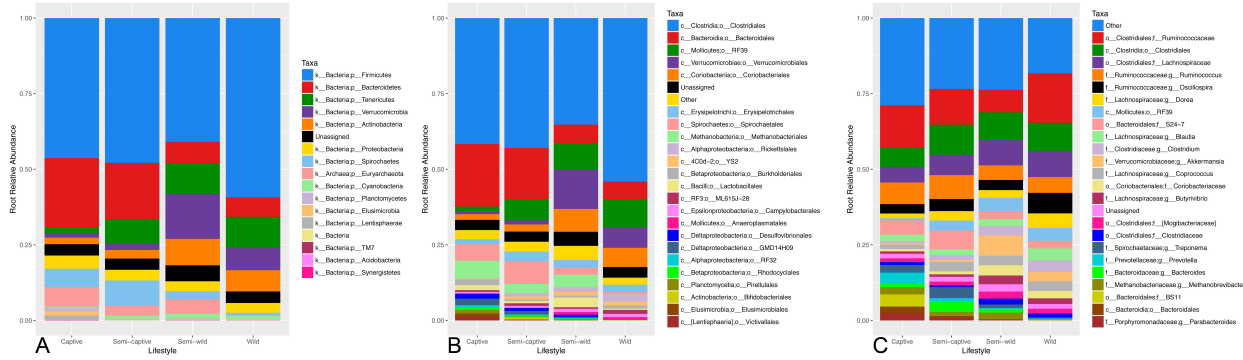 1.00
0.75
0.50
0.25
0.00
Root Relative Abundance
Captive
Semi−captive
Semi−wild
Wild
Lifestyle
A
Taxa
k__Bacteria;p__Firmicutes
k__Bacteria;p__Bacteroidetes
k__Bacteria;p__Tenericutes
k__Bacteria;p__Verrucomicrobia
k__Bacteria;p__Actinobacteria
Unassigned
k__Bacteria;p__Proteobacteria
k__Bacteria;p__Spirochaetes
k__Archaea;p__Euryarchaeota
k__Bacteria;p__Cyanobacteria
k__Bacteria;p__Planctomycetes
k__Bacteria;p__Elusimicrobia
k__Bacteria;p__Lentisphaerae
k__Bacteria
k__Bacteria;p__TM7
k__Bacteria;p__Acidobacteria
k__Bacteria;p__Synergistetes
1.00
0.75
0.50
0.25
0.00
Root Relative Abundance
Captive
Semi−captive
Semi−wild
Wild
Lifestyle
B
Taxa
c__Clostridia;o__Clostridiales
c__Bacteroidia;o__Bacteroidales
c__Mollicutes;o__RF39
c__Verrucomicrobiae;o__Verrucomicrobiales
c__Coriobacteriia;o__Coriobacteriales
Unassigned
Other
c__Erysipelotrichi;o__Erysipelotrichales
c__Spirochaetes;o__Spirochaetales
c__Methanobacteria;o__Methanobacteriales
c__Alphaproteobacteria;o__Rickettsiales
c__4C0d−2;o__YS2
c__Betaproteobacteria;o__Burkholderiales
c__Bacilli;o__Lactobacillales
c__RF3;o__ML615J−28
c__Epsilonproteobacteria;o__Campylobacterales
c__Mollicutes;o__Anaeroplasmatales
c__Deltaproteobacteria;o__Desulfovibrionales
c__Deltaproteobacteria;o__GMD14H09
c__Alphaproteobacteria;o__RF32
c__Betaproteobacteria;o__Rhodocyclales
c__Planctomycetia;o__Pirellulales
c__Actinobacteria;o__Bifidobacteriales
c__Elusimicrobia;o__Elusimicrobiales
c__[Lentisphaeria];o__Victivallales
1.00
0.75
0.50
0.25
0.00
Root Relative Abundance
Captive
Semi−captive
Semi−wild
Wild
Lifestyle
C
Taxa
Other
o__Clostridiales;f__Ruminococcaceae
c__Clostridia;o__Clostridiales
o__Clostridiales;f__Lachnospiraceae
f__Ruminococcaceae;g__Ruminococcus
f__Ruminococcaceae;g__Oscillospira
f__Lachnospiraceae;g__Dorea
c__Mollicutes;o__RF39
o__Bacteroidales;f__S24−7
f__Lachnospiraceae;g__Blautia
f__Clostridiaceae;g__Clostridium
f__Verrucomicrobiaceae;g__Akkermansia
f__Lachnospiraceae;g__Coprococcus
o__Coriobacteriales;f__Coriobacteriaceae
f__Lachnospiraceae;g__Butyrivibrio
Unassigned
o__Clostridiales;f__[Mogibacteriaceae]
o__Clostridiales;f__Clostridiaceae
f__Spirochaetaceae;g__Treponema
f__Prevotellaceae;g__Prevotella
f__Bacteroidaceae;g__Bacteroides
f__Methanobacteriaceae;g__Methanobrevibacter
o__Bacteroidales;f__BS11
c__Bacteroidia;o__Bacteroidales
f__Porphyromonadaceae;g__Parabacteroides